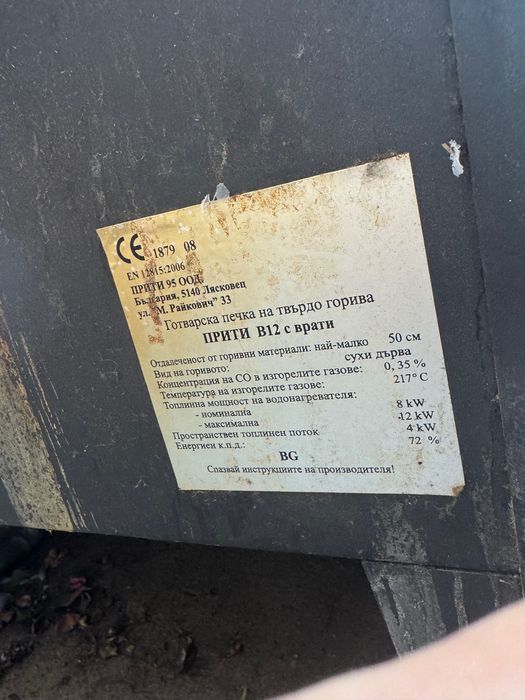 CE 1879 08
EN 12815:2006
ПРИТИ 95 ООД
България, 5140 Лясковец
ул. "М. Райкович" 33
Готварска печка на твърдо горива
ПРИТИ В12 с врати
Отдалеченост от горивни материали: най-малко 50 см
Вид на горивото: сухи дърва
Концентрация на СО в изгорелите газове: 0,35 %
Температура на изгорелите газове: 217°C
Топлинна мощност на водонагревателя:
- номинална 8 kW
- максимална 12 kW
Пространствен топлинен поток 4 kW
Енергиен к.п.д.: 72 %
BG
Спазвай инструкциите на производителя!